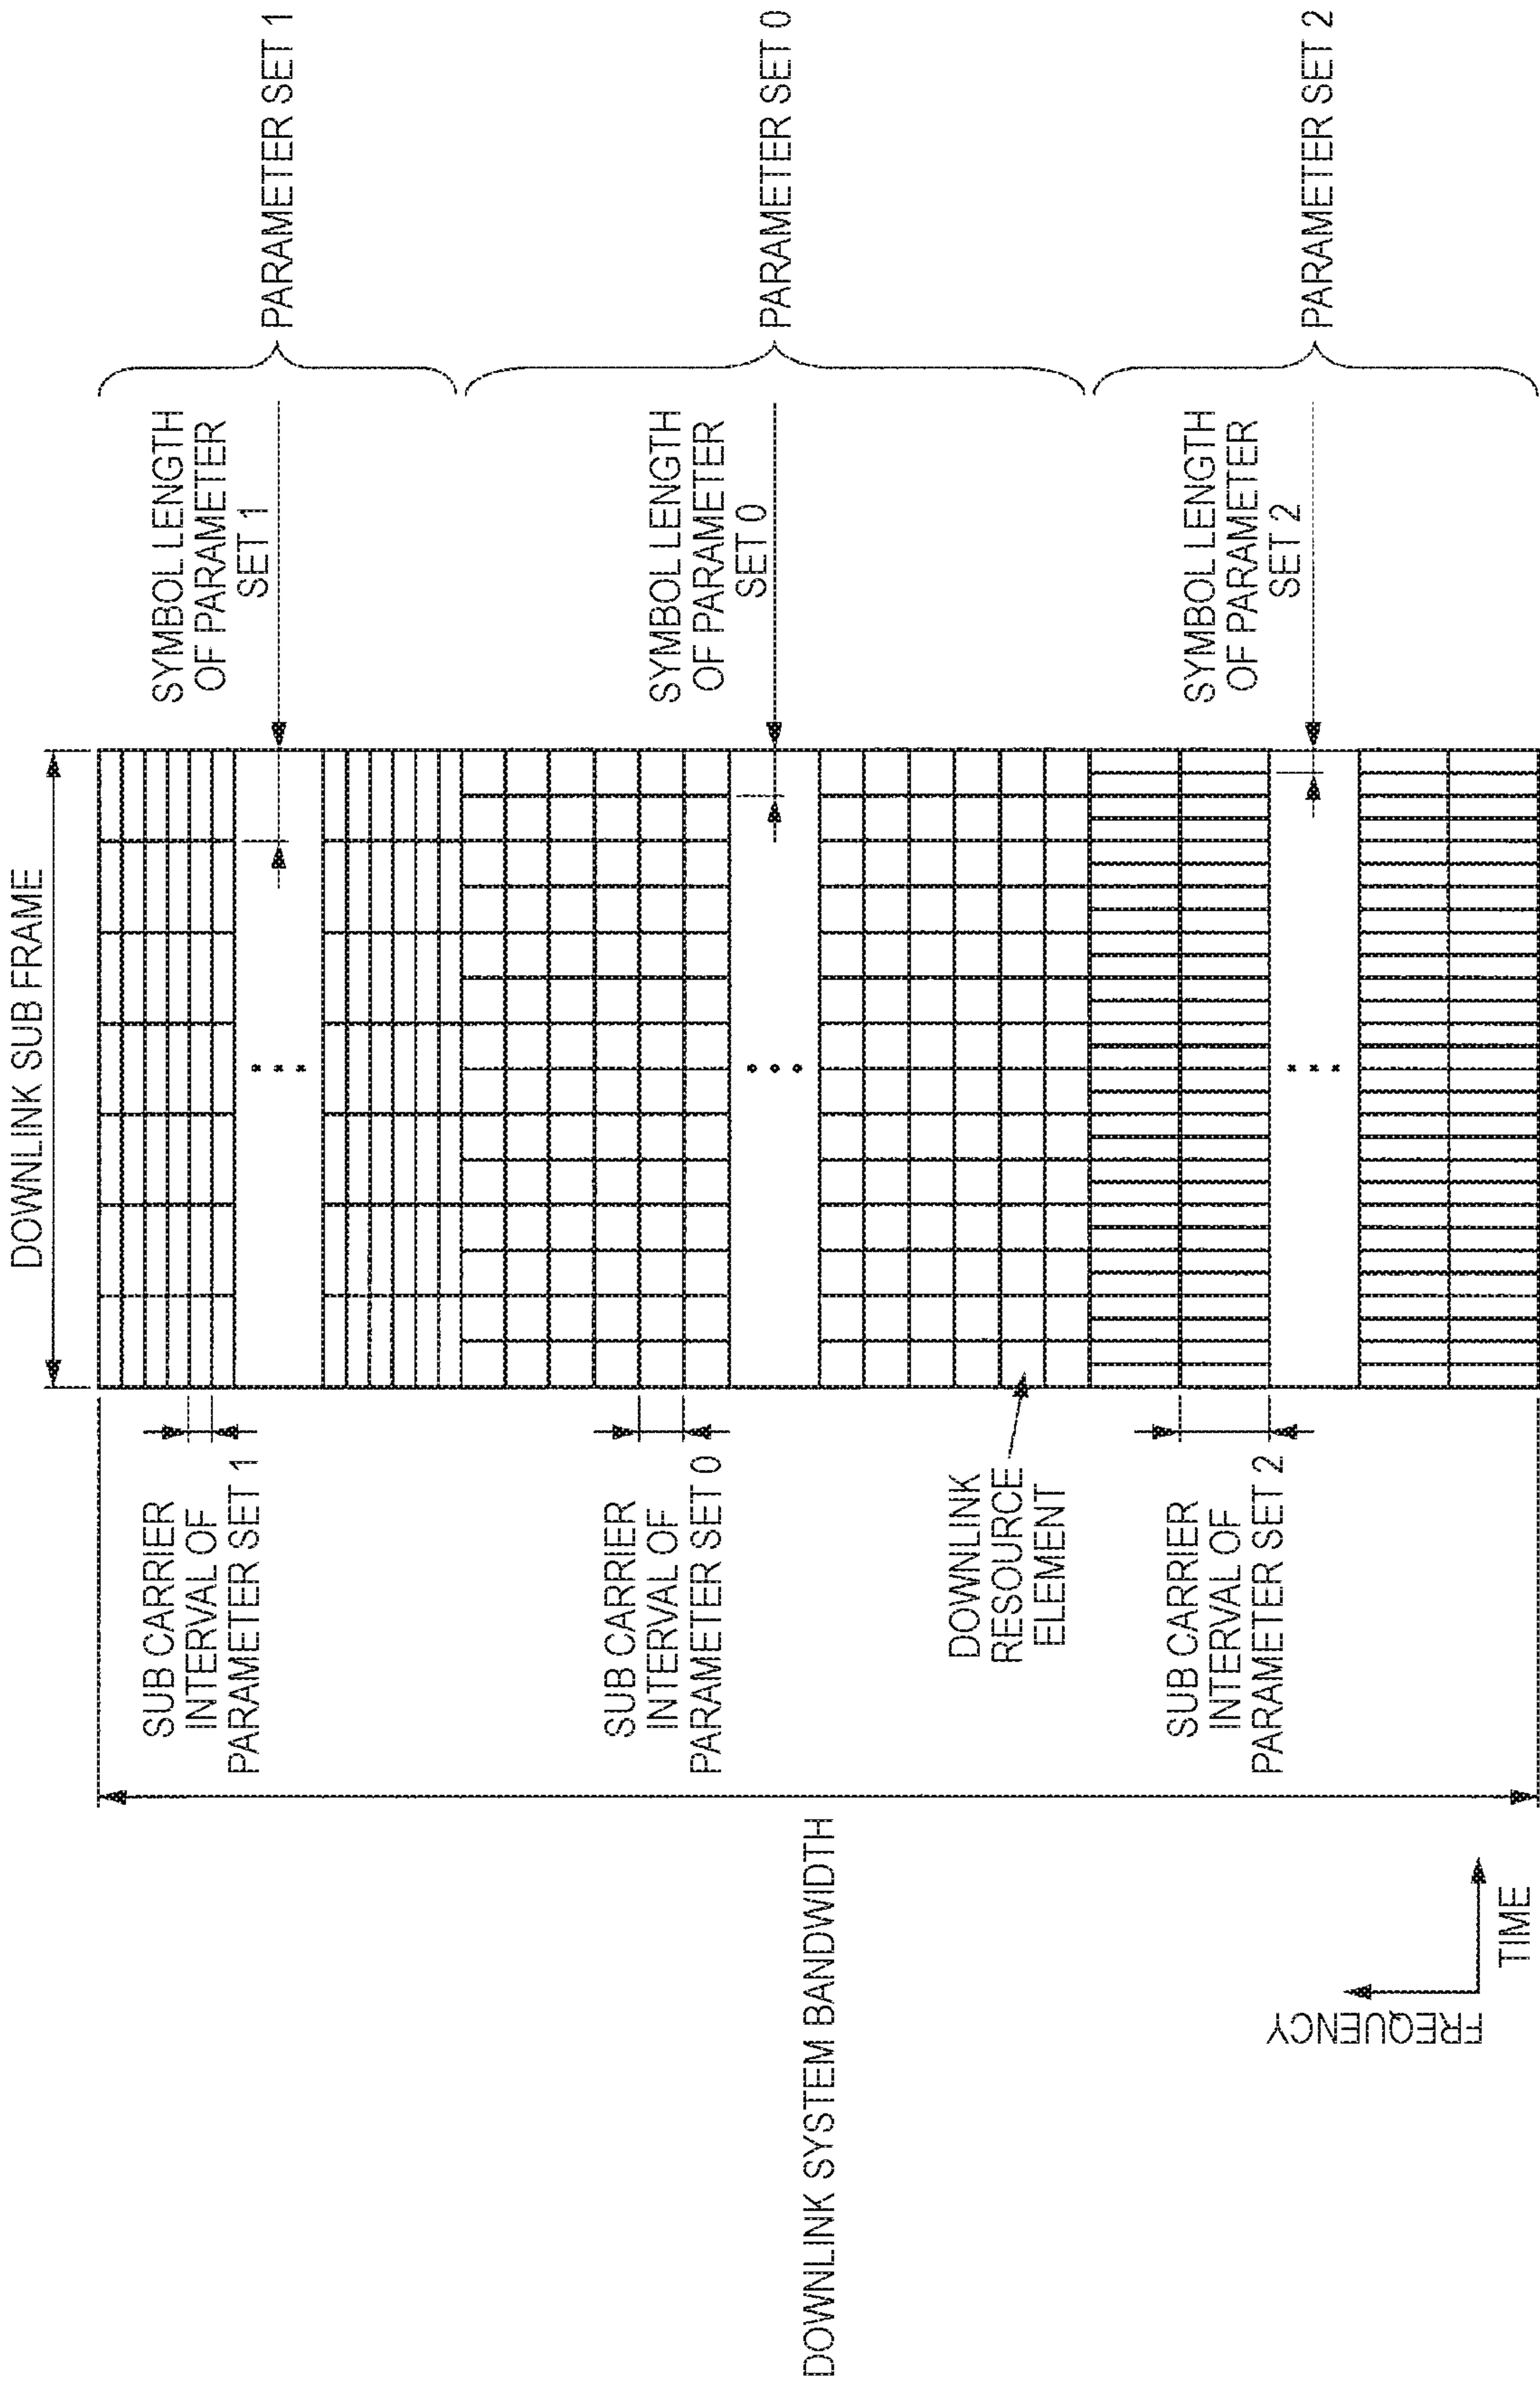 DOWNLINK SUB FRAME
SYMBOL LENGTH
OF PARAMETER
SET 1
PARAMETER SET 1
SYMBOL LENGTH
OF PARAMETER
SET 0
PARAMETER SET 0
SYMBOL LENGTH
OF PARAMETER
SET 2
PARAMETER SET 2
SUB CARRIER
INTERVAL OF
PARAMETER SET 1
SUB CARRIER
INTERVAL OF
PARAMETER SET 0
DOWNLINK
RESOURCE
ELEMENT
SUB CARRIER
INTERVAL OF
PARAMETER SET 2
DOWNLINK SYSTEM BANDWIDTH
FREQUENCY
TIME